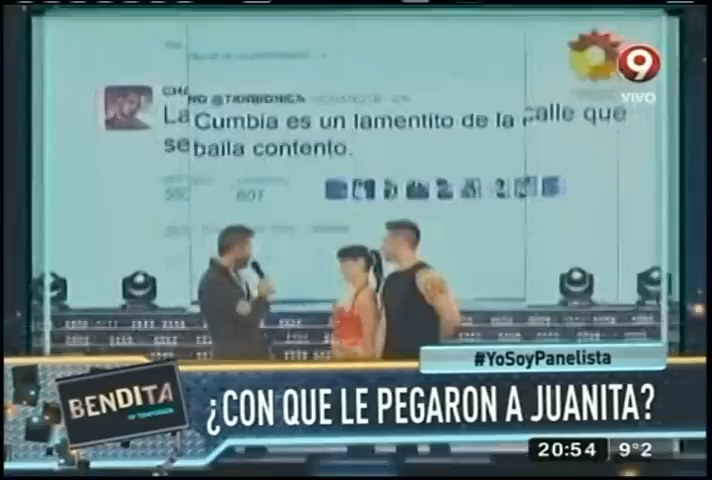 9
VIVO
La Cumbia es un lamentito de la calle que
se baila contento.
607
#YoSoyPanelista
BENDITA
¿CON QUE LE PEGARON A JUANITA?
20:54 9°2